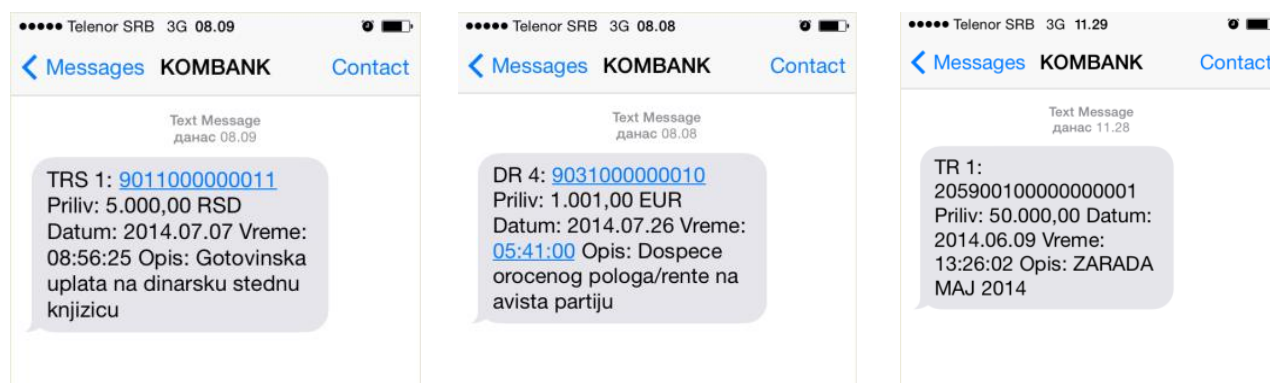 Telenor SRB 3G 08.09
Messages KOMBANK Contact
Text Message
данас 08.09
TRS 1: 9011000000011
Priliv: 5.000,00 RSD
Datum: 2014.07.07 Vreme:
08:56:25 Opis: Gotovinska
uplata na dinarsku stednu
knjizicu
Telenor SRB 3G 08.08
Messages KOMBANK Contact
Text Message
данас 08.08
DR 4: 9031000000010
Priliv: 1.001,00 EUR
Datum: 2014.07.26 Vreme:
05:41:00 Opis: Dospece
orocenog pologa/rente na
avista partiju
Telenor SRB 3G 11.29
Messages KOMBANK Contact
Text Message
данас 11.28
TR 1:
205900100000000001
Priliv: 50.000,00 Datum:
2014.06.09 Vreme:
13:26:02 Opis: ZARADA
MAJ 2014